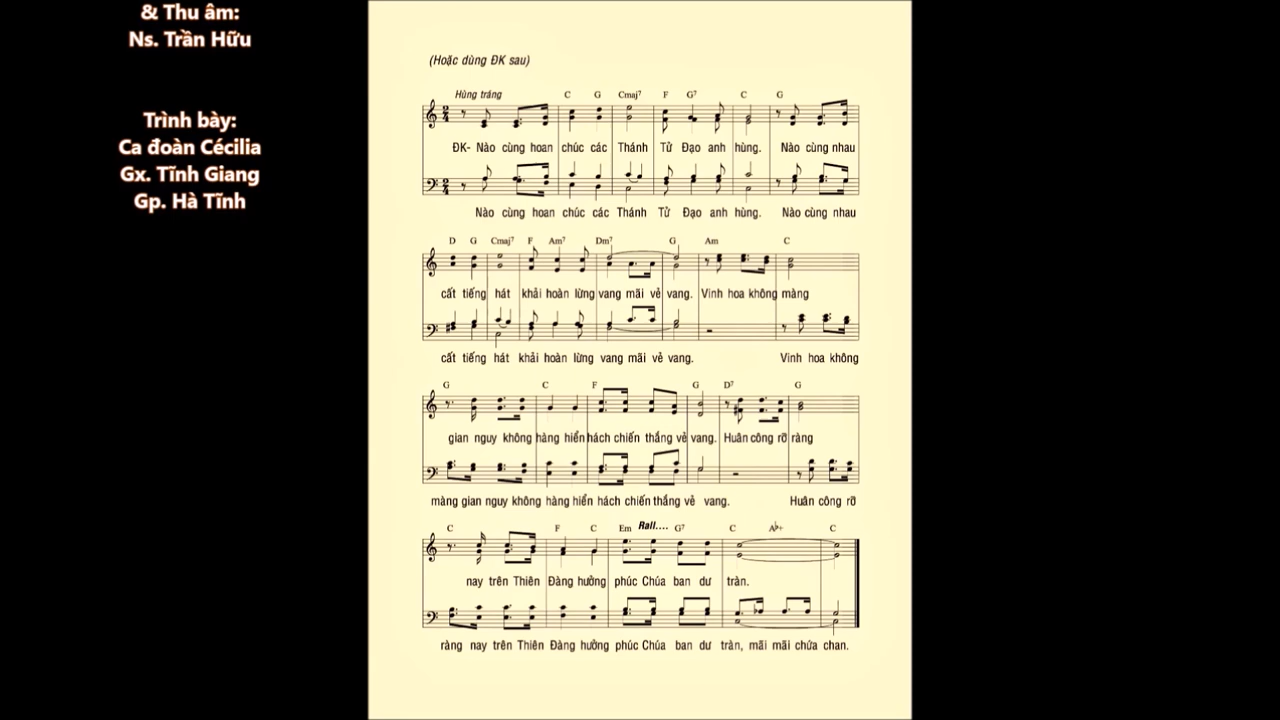 & Thu âm:
Ns. Trần Hữu
Trình bày:
Ca đoàn Cécilia
Gx. Tĩnh Giang
Gp. Hà Tĩnh
(Hoặc dùng ĐK sau)
Hùng tráng C G Cmaj7 F G7 C G
ĐK- Nào cùng hoan chúc các Thánh Tử Đạo anh hùng. Nào cùng nhau
Nào cùng hoan chúc các Thánh Tử Đạo anh hùng. Nào cùng nhau
D G Cmaj7 F Am7 Dm7 G Am C
cất tiếng hát khải hoàn lừng vang mãi vẻ vang. Vinh hoa không màng
cất tiếng hát khải hoàn lừng vang mãi vẻ vang. Vinh hoa không
G C F G D7 G
gian nguy không hàng hiển hách chiến thắng vẻ vang. Huân công rỡ ràng
màng gian nguy không hàng hiển hách chiến thắng vẻ vang. Huân công rỡ
C F C Em Rall.... G7 C A♭+ C
nay trên Thiên Đàng hưởng phúc Chúa ban dư tràn.
ràng nay trên Thiên Đàng hưởng phúc Chúa ban dư tràn, mãi mãi chứa chan.